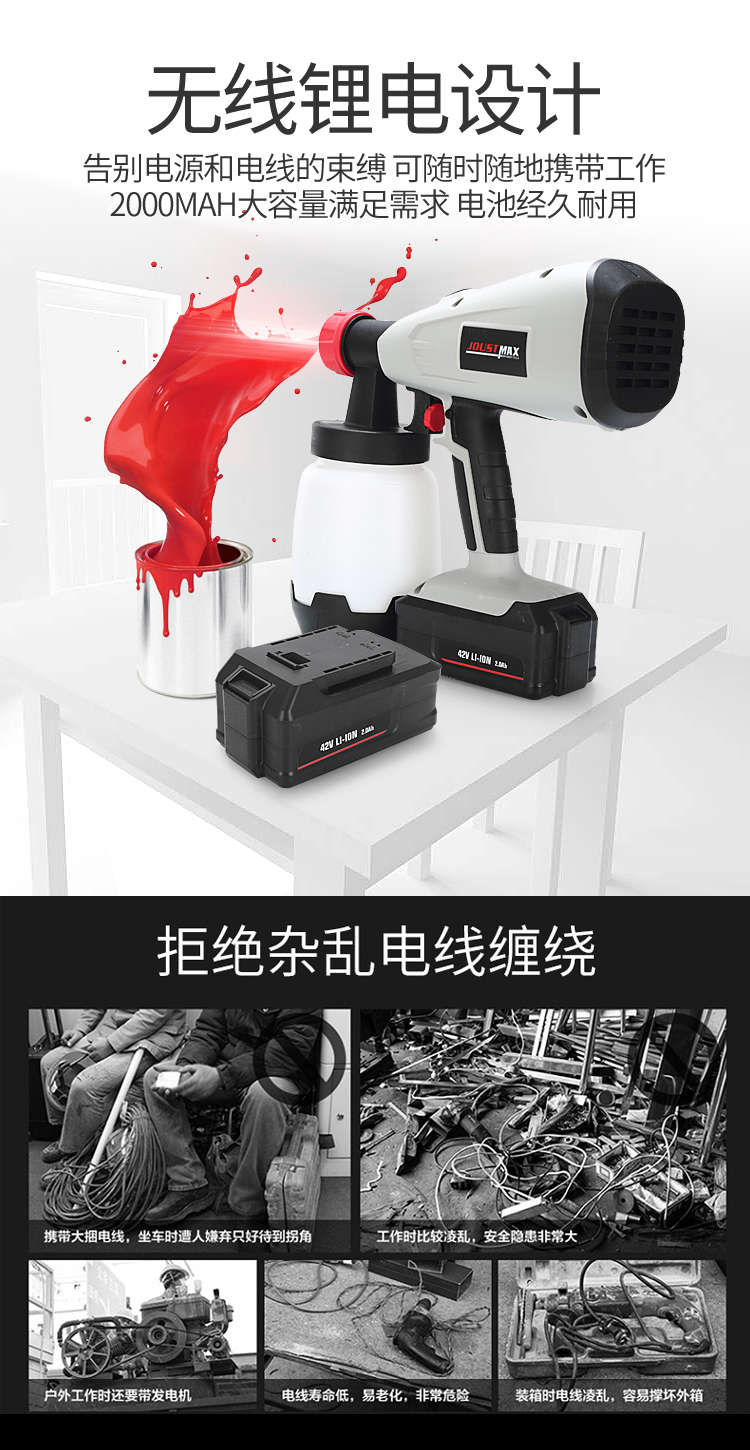 无线锂电设计
告别电源和电线的束缚 可随时随地携带工作
2000MAH大容量满足需求 电池经久耐用
JOUSTMAX
42V LI-ION 2.0Ah
42V LI-ION 2.0Ah
拒绝杂乱电线缠绕
携带大捆电线，坐车时遭人嫌弃只好待到拐角
工作时比较凌乱，安全隐患非常大
户外工作时还要带发电机
电线寿命低，易老化，非常危险
装箱时电线凌乱，容易撑坏外箱